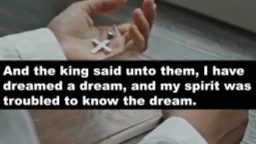 And the king said unto them, I have
dreamed a dream, and my spirit was
troubled to know the dream.